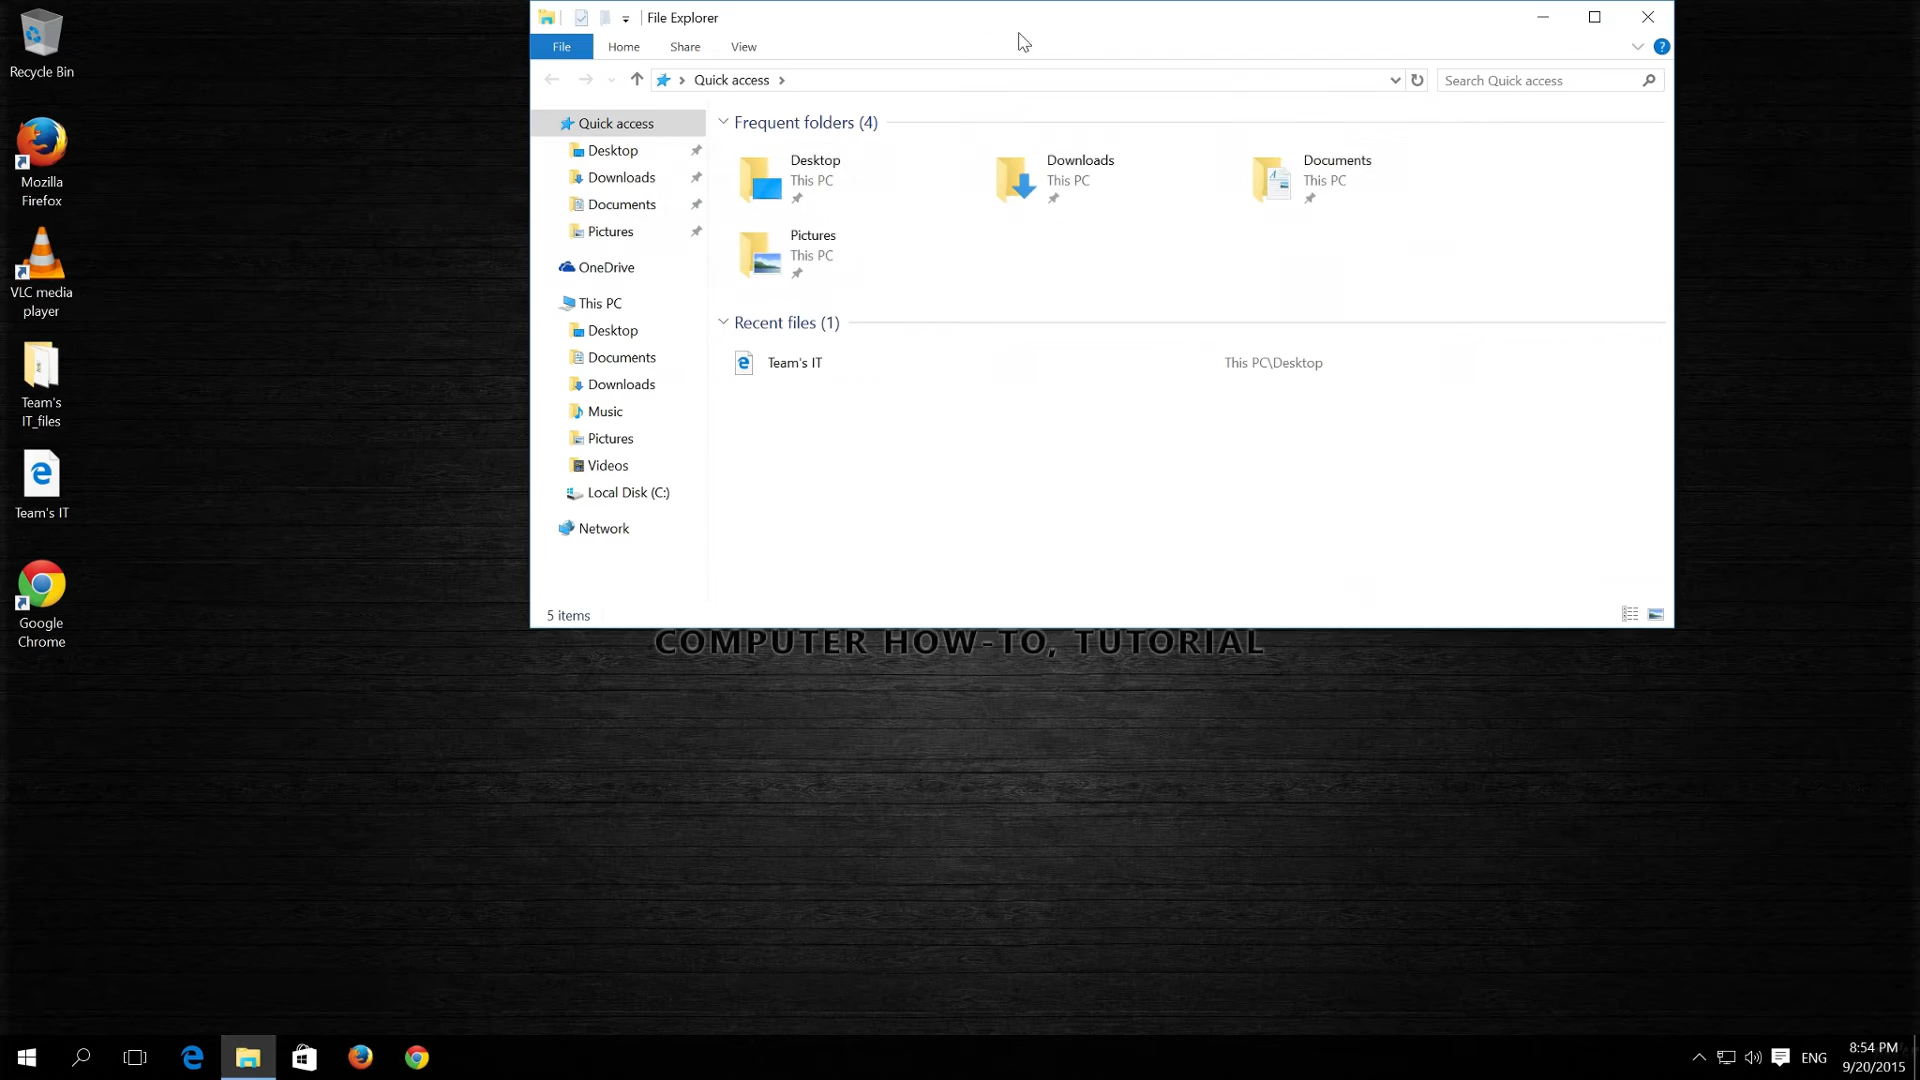 Recycle Bin
Mozilla
Firefox
VLC media
player
Team's
IT_files
Team's IT
Google
Chrome
File Explorer
File
Home
Share
View
?
Quick access
Search Quick access
Quick access
Desktop
Downloads
Documents
Pictures
OneDrive
This PC
Desktop
Documents
Downloads
Music
Pictures
Videos
Local Disk (C:)
Network
Frequent folders (4)
Desktop
This PC
Downloads
This PC
Documents
This PC
Pictures
This PC
Recent files (1)
Team's IT
This PC\Desktop
5 items
COMPUTER HOW-TO, TUTORIAL
ENG
8:54 PM
9/20/2015